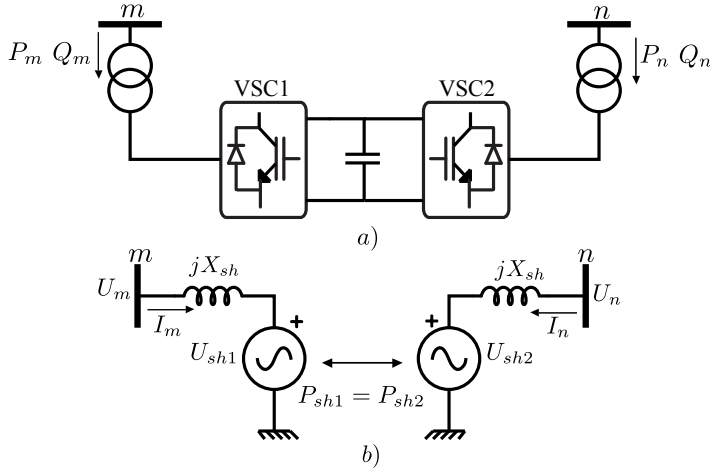 m n
P_m Q_m P_n Q_n
VSC1 VSC2
a)
m n
jX_sh jX_sh
U_m U_n
I_m I_n
+ +
U_sh1 U_sh2
P_sh1 = P_sh2
b)